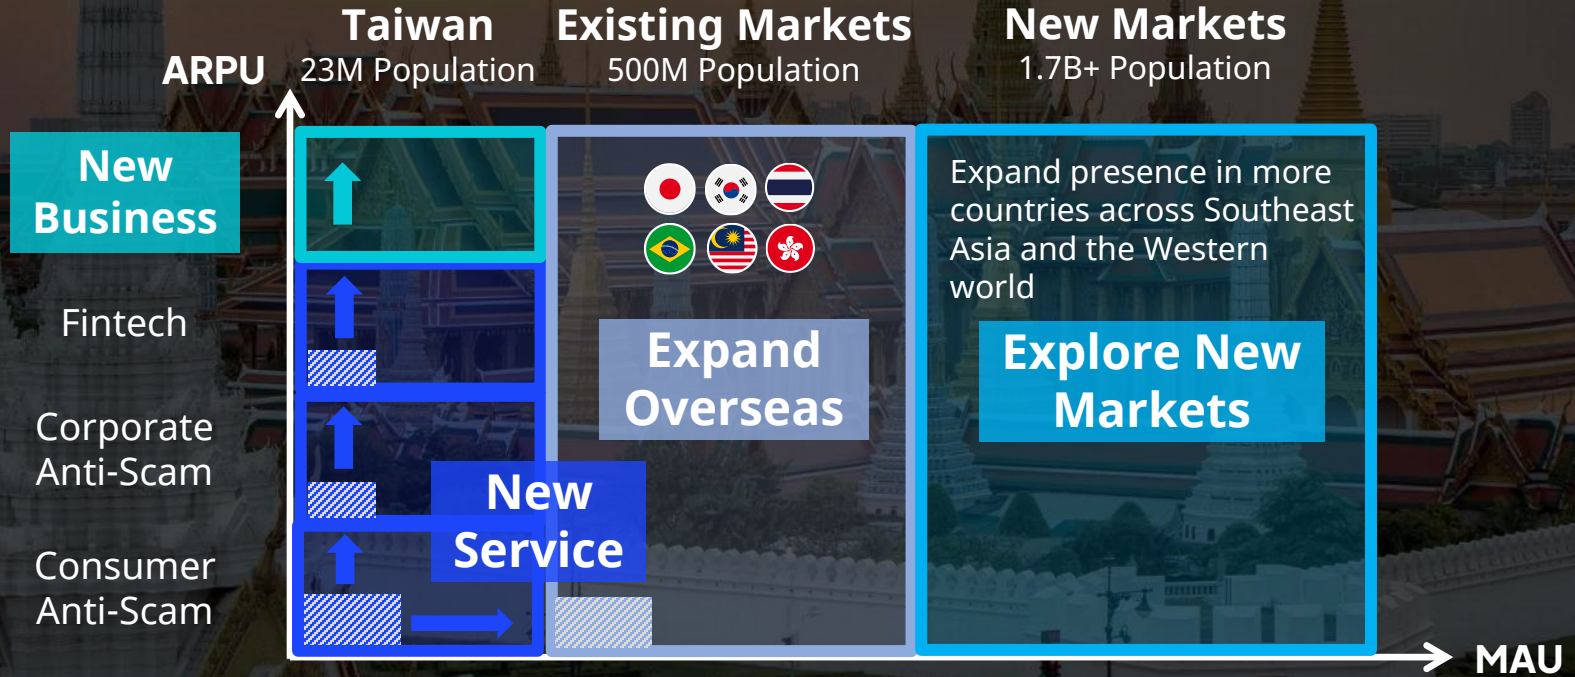 Taiwan
23M Population
Existing Markets
500M Population
New Markets
1.7B+ Population
ARPU
New
Business
Fintech
Corporate
Anti-Scam
Consumer
Anti-Scam
New
Service
Expand
Overseas
Expand presence in more
countries across Southeast
Asia and the Western
world
Explore New
Markets
MAU